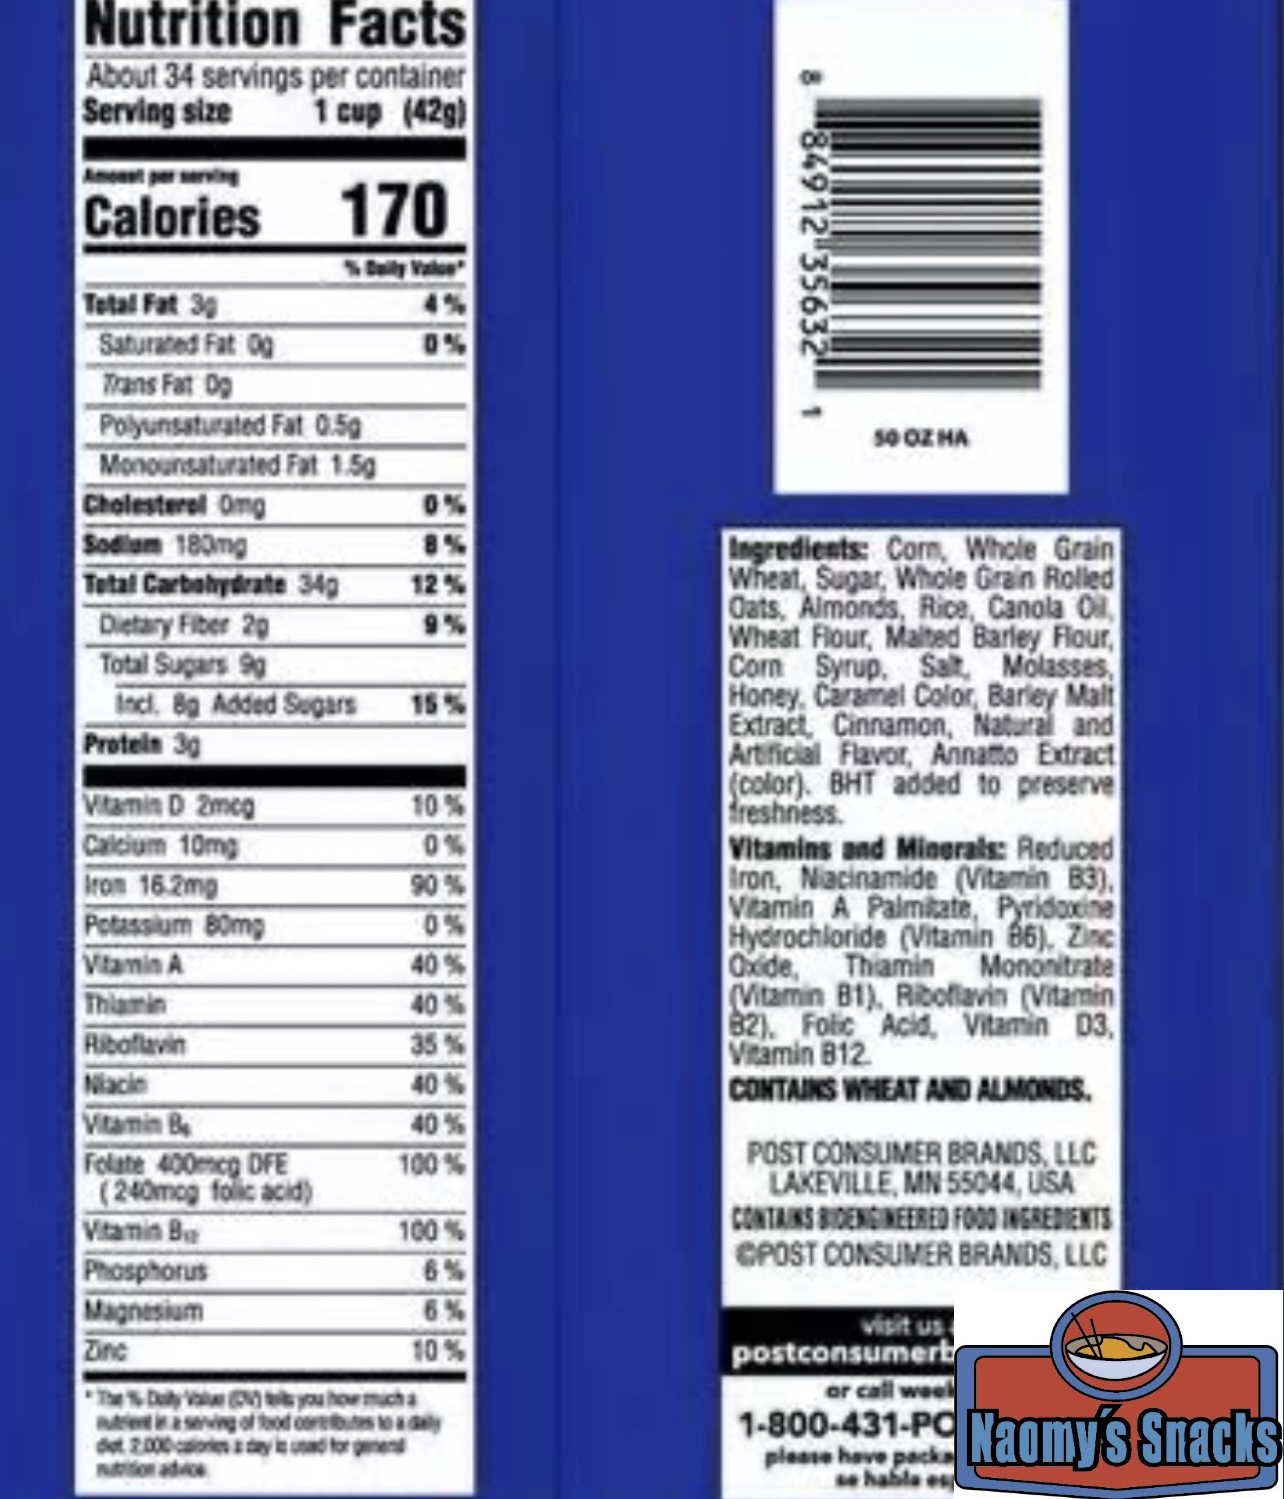 Nutrition Facts
About 34 servings per container
Serving size 1 cup (42g)
Amount per serving
Calories 170
% Daily Value*
Total Fat 3g 4 %
Saturated Fat 0g 0 %
Trans Fat 0g
Polyunsaturated Fat 0.5g
Monounsaturated Fat 1.5g
Cholesterol 0mg 0 %
Sodium 180mg 8 %
Total Carbohydrate 34g 12 %
Dietary Fiber 2g 9 %
Total Sugars 9g
Incl. 8g Added Sugars 15 %
Protein 3g
Vitamin D 2mcg 10 %
Calcium 10mg 0 %
Iron 16.2mg 90 %
Potassium 80mg 0 %
Vitamin A 40 %
Thiamin 40 %
Riboflavin 35 %
Niacin 40 %
Vitamin B₆ 40 %
Folate 400mcg DFE 100 %
( 240mcg folic acid)
Vitamin B₁₂ 100 %
Phosphorus 6 %
Magnesium 6 %
Zinc 10 %
* The % Daily Value (DV) tells you how much a
nutrient in a serving of food contributes to a daily
diet. 2,000 calories a day is used for general
nutrition advice.
8 84912 35632 1
50 OZ HA
Ingredients: Corn, Whole Grain
Wheat, Sugar, Whole Grain Rolled
Oats, Almonds, Rice, Canola Oil,
Wheat Flour, Malted Barley Flour,
Corn Syrup, Salt, Molasses,
Honey, Caramel Color, Barley Malt
Extract, Cinnamon, Natural and
Artificial Flavor, Annatto Extract
(color). BHT added to preserve
freshness.
Vitamins and Minerals: Reduced
Iron, Niacinamide (Vitamin B3),
Vitamin A Palmitate, Pyridoxine
Hydrochloride (Vitamin B6), Zinc
Oxide, Thiamin Mononitrate
(Vitamin B1), Riboflavin (Vitamin
B2), Folic Acid, Vitamin D3,
Vitamin B12.
CONTAINS WHEAT AND ALMONDS.
POST CONSUMER BRANDS, LLC
LAKEVILLE, MN 55044, USA
CONTAINS BIOENGINEERED FOOD INGREDIENTS
©POST CONSUMER BRANDS, LLC
visit us
postconsumerb
or call week
1-800-431-PO
please have packa
se habla esp
Naomy's Snacks